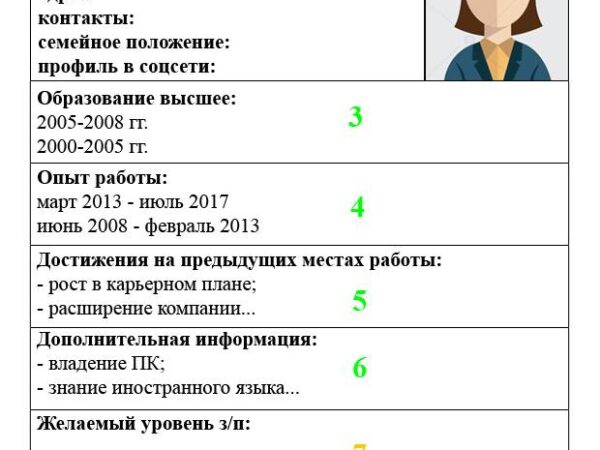 контакты:
семейное положение:
профиль в соцсети:
Образование высшее:
2005-2008 гг.
3
2000-2005 гг.
Опыт работы:
март 2013 - июль 2017
4
июнь 2008 - февраль 2013
Достижения на предыдущих местах работы:
- рост в карьерном плане;
- расширение компании...
5
Дополнительная информация:
- владение ПК;
6
- знание иностранного языка...
Желаемый уровень з/п: